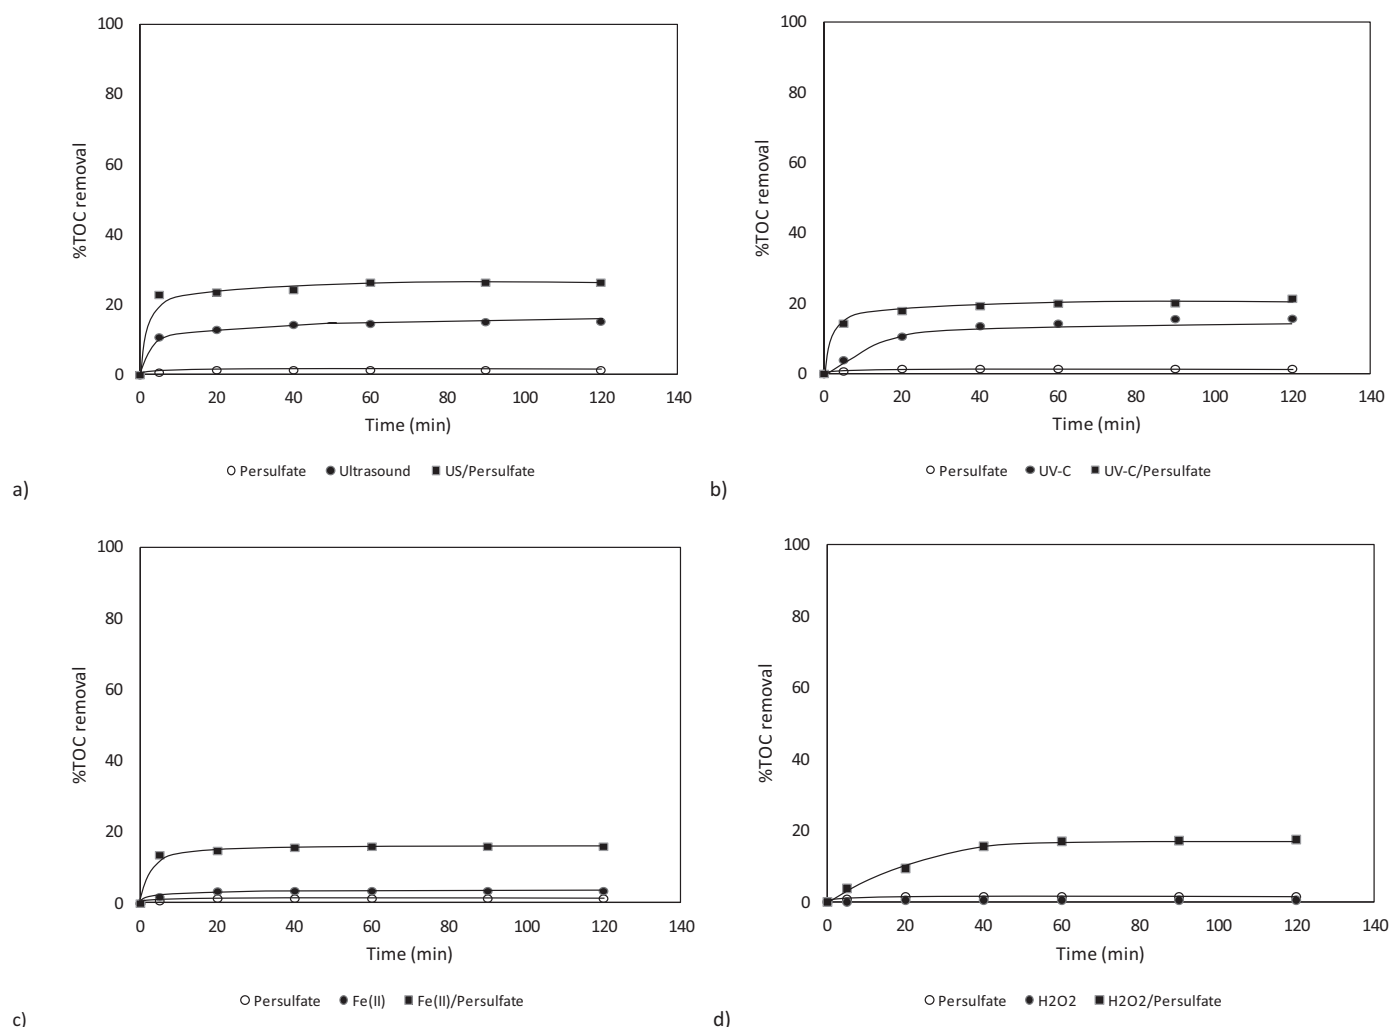 100
80
60
40
20
0
%TOC removal
0 20 40 60 80 100 120 140
Time (min)
Persulfate Ultrasound US/Persulfate
a)
100
80
60
40
20
0
%TOC removal
0 20 40 60 80 100 120 140
Time (min)
Persulfate UV-C UV-C/Persulfate
b)
100
80
60
40
20
0
%TOC removal
0 20 40 60 80 100 120 140
Time (min)
Persulfate Fe(II) Fe(II)/Persulfate
c)
100
80
60
40
20
0
%TOC removal
0 20 40 60 80 100 120 140
Time (min)
Persulfate H2O2 H2O2/Persulfate
d)